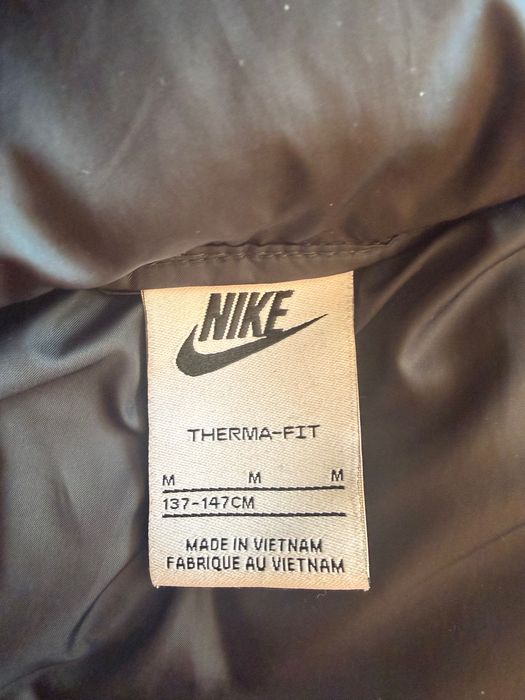 NIKE
THERMA-FIT
M M M
137-147CM
MADE IN VIETNAM
FABRIQUE AU VIETNAM